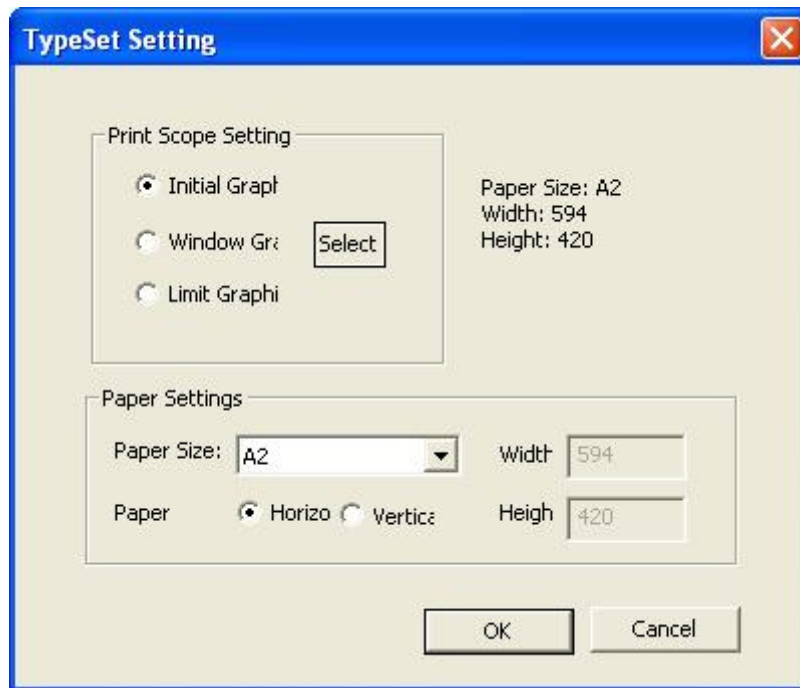 TypeSet Setting
Print Scope Setting
Initial Graph
Window Gra
Select
Limit Graphi
Paper Size: A2
Width: 594
Height: 420
Paper Settings
Paper Size: A2
Width 594
Paper Horizo Vertica
Heigh 420
OK Cancel